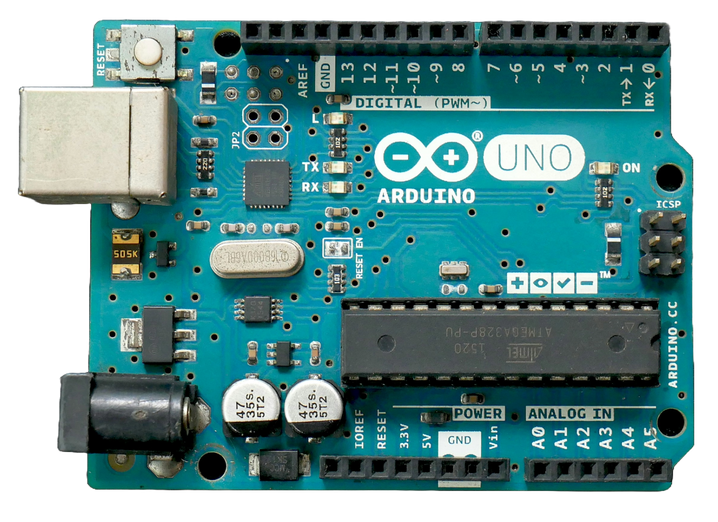 RESET
AREF
GND
13
12
~11
~10
~9
8
7
~6
~5
4
~3
2
TX→1
RX←0
DIGITAL (PWM~)
JP2
L
TX
RX
®
UNO
ARDUINO
ON
ICSP
RESET EN
505K
TM
ATMEL
1520
ATMEGA328P-PU
ARDUINO.CC
47
35s
5T2
47
35s
5T2
POWER
ANALOG IN
IOREF
RESET
3.3V
5V
GND
Vin
A0
A1
A2
A3
A4
A5